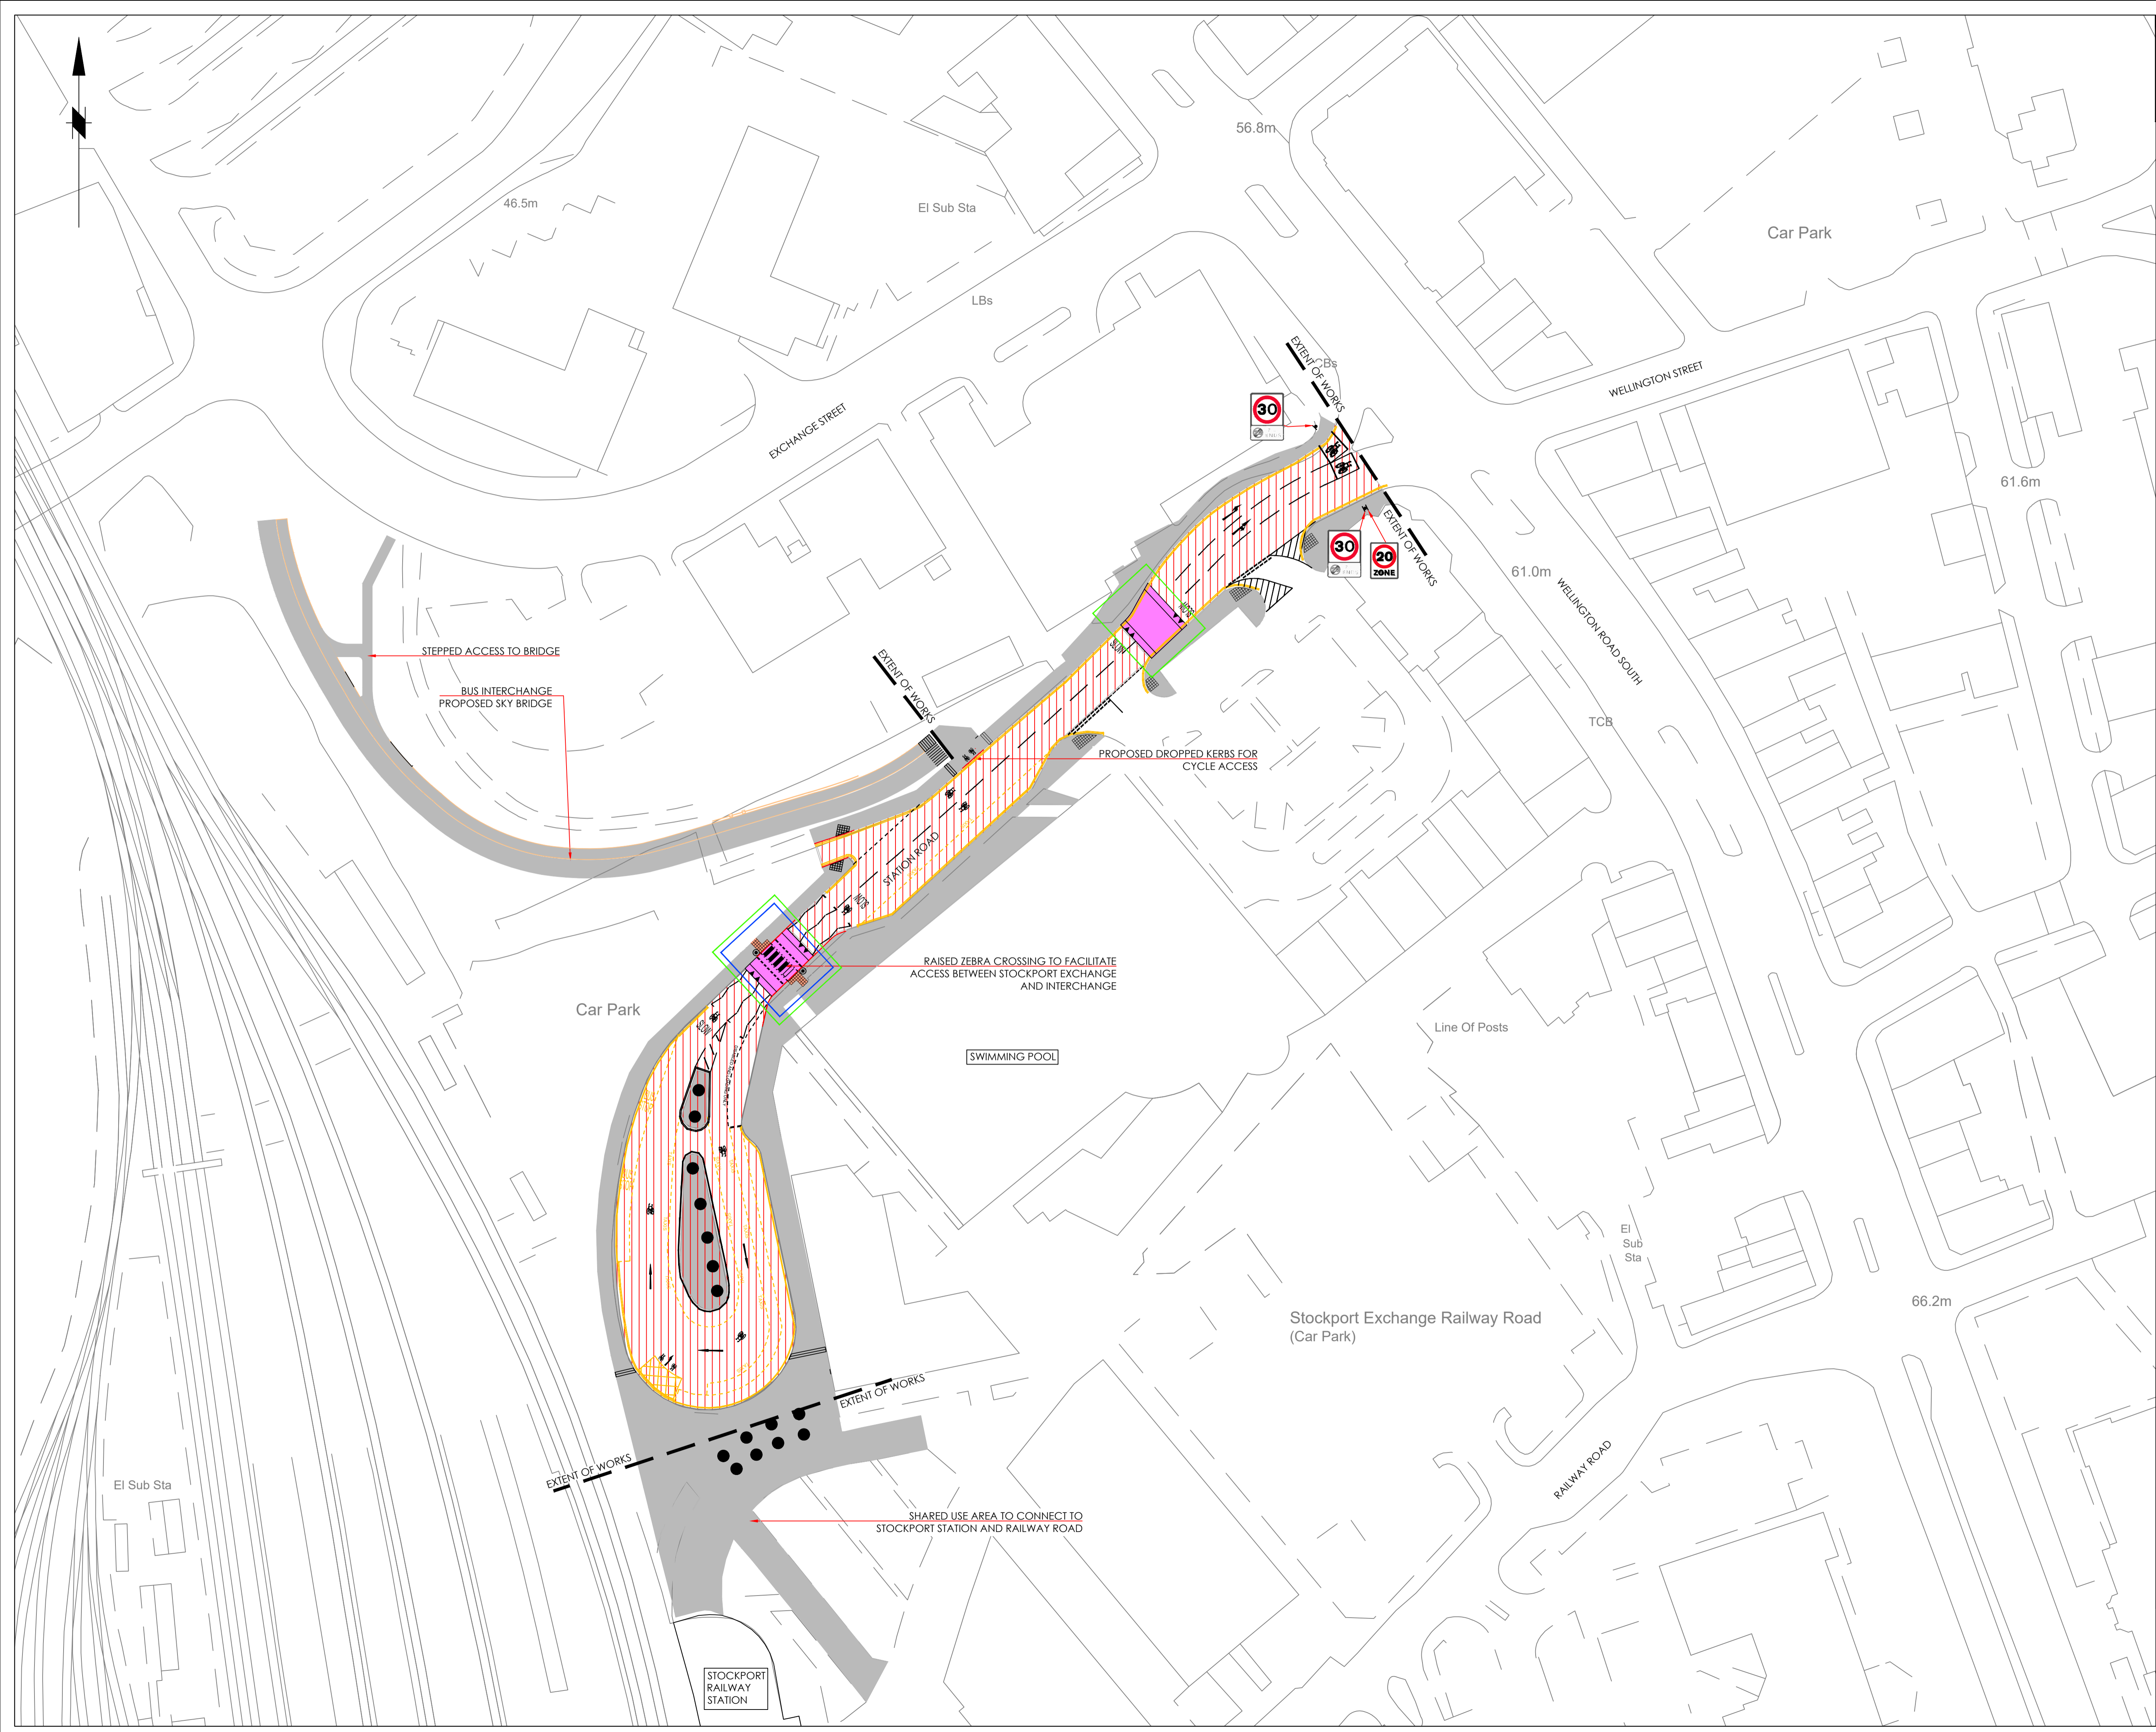 56.8m
46.5m
El Sub Sta
Car Park
LBs
EXTENT OF WORKS
CBs
WELLINGTON STREET
30
EXCHANGE STREET
61.6m
EXTENT OF WORKS
30
20
ZONE
61.0m
WELLINGTON ROAD SOUTH
SLOW
SLOW
STEPPED ACCESS TO BRIDGE
EXTENT OF WORKS
BUS INTERCHANGE
PROPOSED SKY BRIDGE
TCB
PROPOSED DROPPED KERBS FOR
CYCLE ACCESS
STATION ROAD
SLOW
RAISED ZEBRA CROSSING TO FACILITATE
ACCESS BETWEEN STOCKPORT EXCHANGE
AND INTERCHANGE
Car Park
SLOW
Line Of Posts
SWIMMING POOL
El
Sub
Sta
66.2m
Stockport Exchange Railway Road
(Car Park)
EXTENT OF WORKS
EXTENT OF WORKS
RAILWAY ROAD
El Sub Sta
SHARED USE AREA TO CONNECT TO
STOCKPORT STATION AND RAILWAY ROAD
STOCKPORT
RAILWAY
STATION